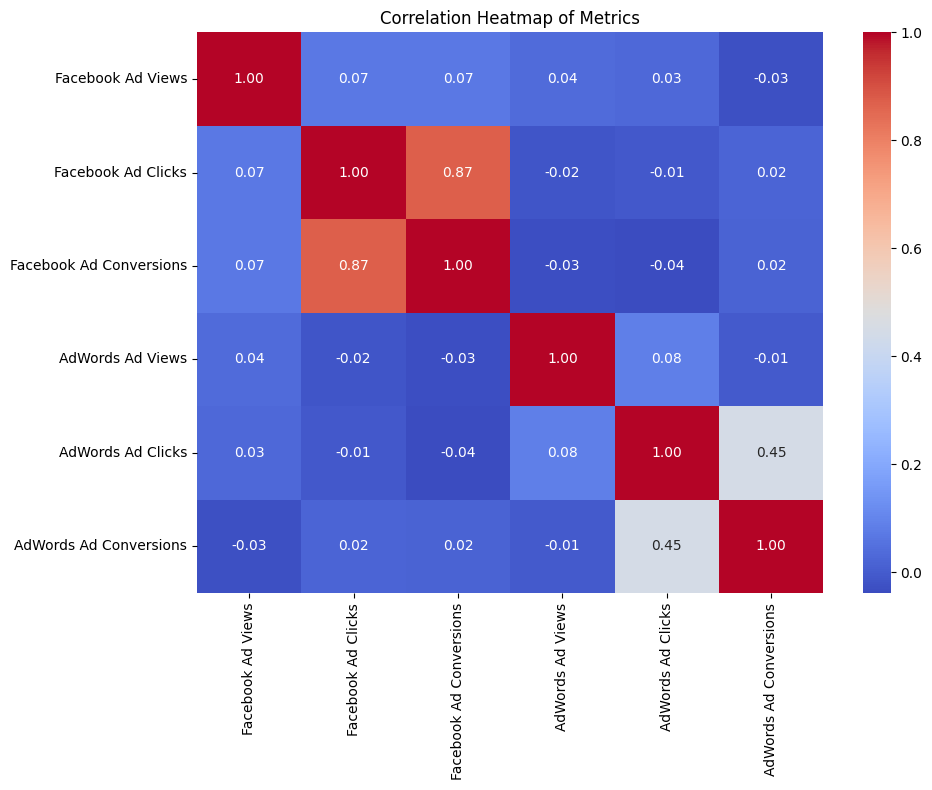 Correlation Heatmap of Metrics
Facebook Ad Views 1.00 0.07 0.07 0.04 0.03 -0.03
Facebook Ad Clicks 0.07 1.00 0.87 -0.02 -0.01 0.02
Facebook Ad Conversions 0.07 0.87 1.00 -0.03 -0.04 0.02
AdWords Ad Views 0.04 -0.02 -0.03 1.00 0.08 -0.01
AdWords Ad Clicks 0.03 -0.01 -0.04 0.08 1.00 0.45
AdWords Ad Conversions -0.03 0.02 0.02 -0.01 0.45 1.00
Facebook Ad Views
Facebook Ad Clicks
Facebook Ad Conversions
AdWords Ad Views
AdWords Ad Clicks
AdWords Ad Conversions
1.0
0.8
0.6
0.4
0.2
0.0